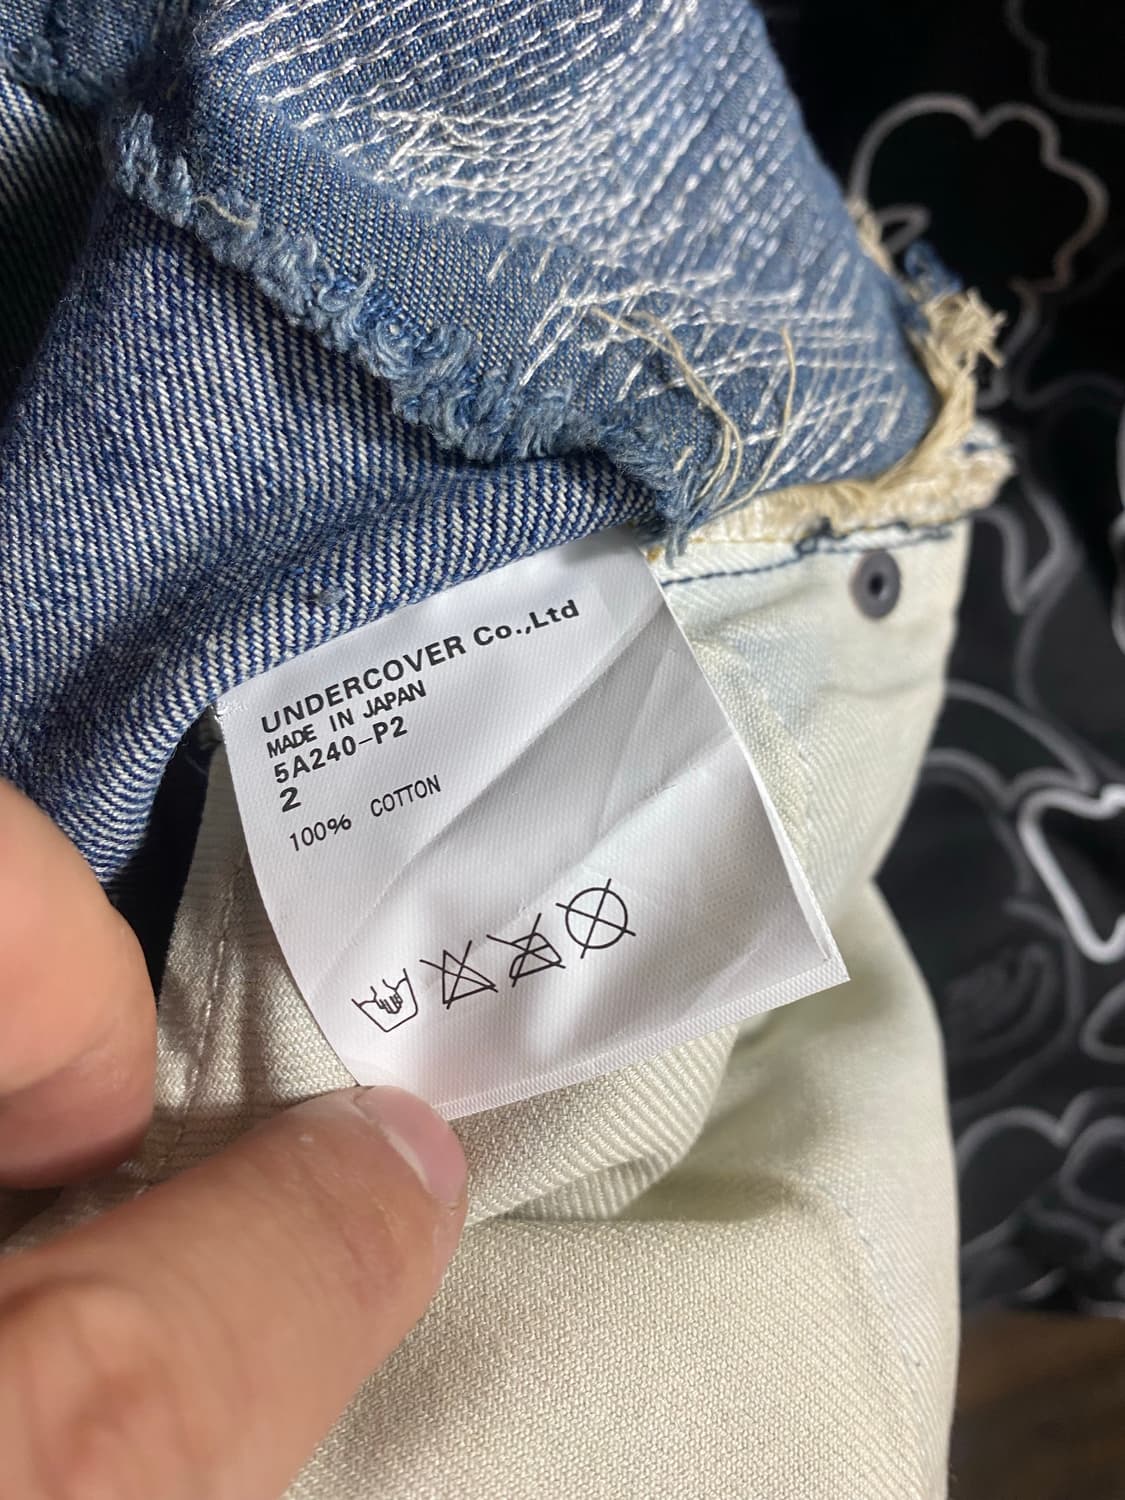 UNDERCOVER Co.,Ltd
MADE IN JAPAN
5A240-P2
2
100% COTTON